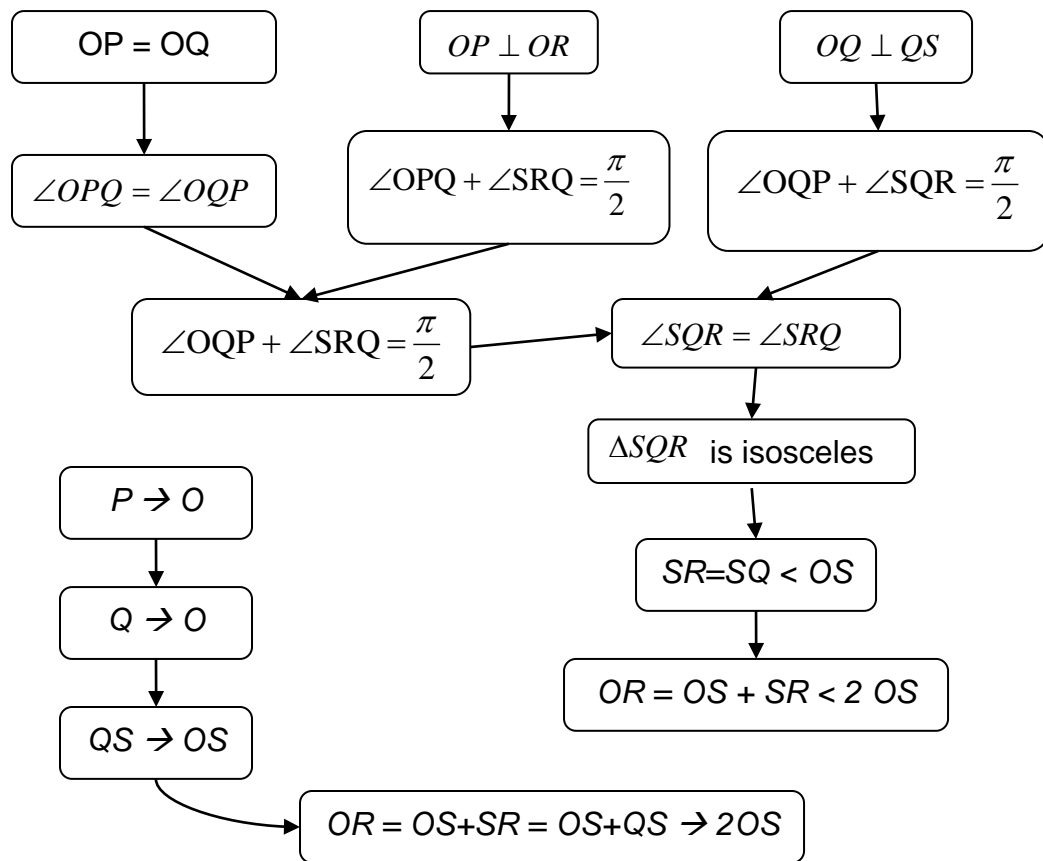 OP = OQ
OP ⊥ OR
OQ ⊥ QS
∠OPQ = ∠OQP
∠OPQ + ∠SRQ = π/2
∠OQP + ∠SQR = π/2
∠OQP + ∠SRQ = π/2
∠SQR = ∠SRQ
ΔSQR is isosceles
P → O
SR=SQ < OS
Q → O
OR = OS + SR < 2 OS
QS → OS
OR = OS+SR = OS+QS → 2OS